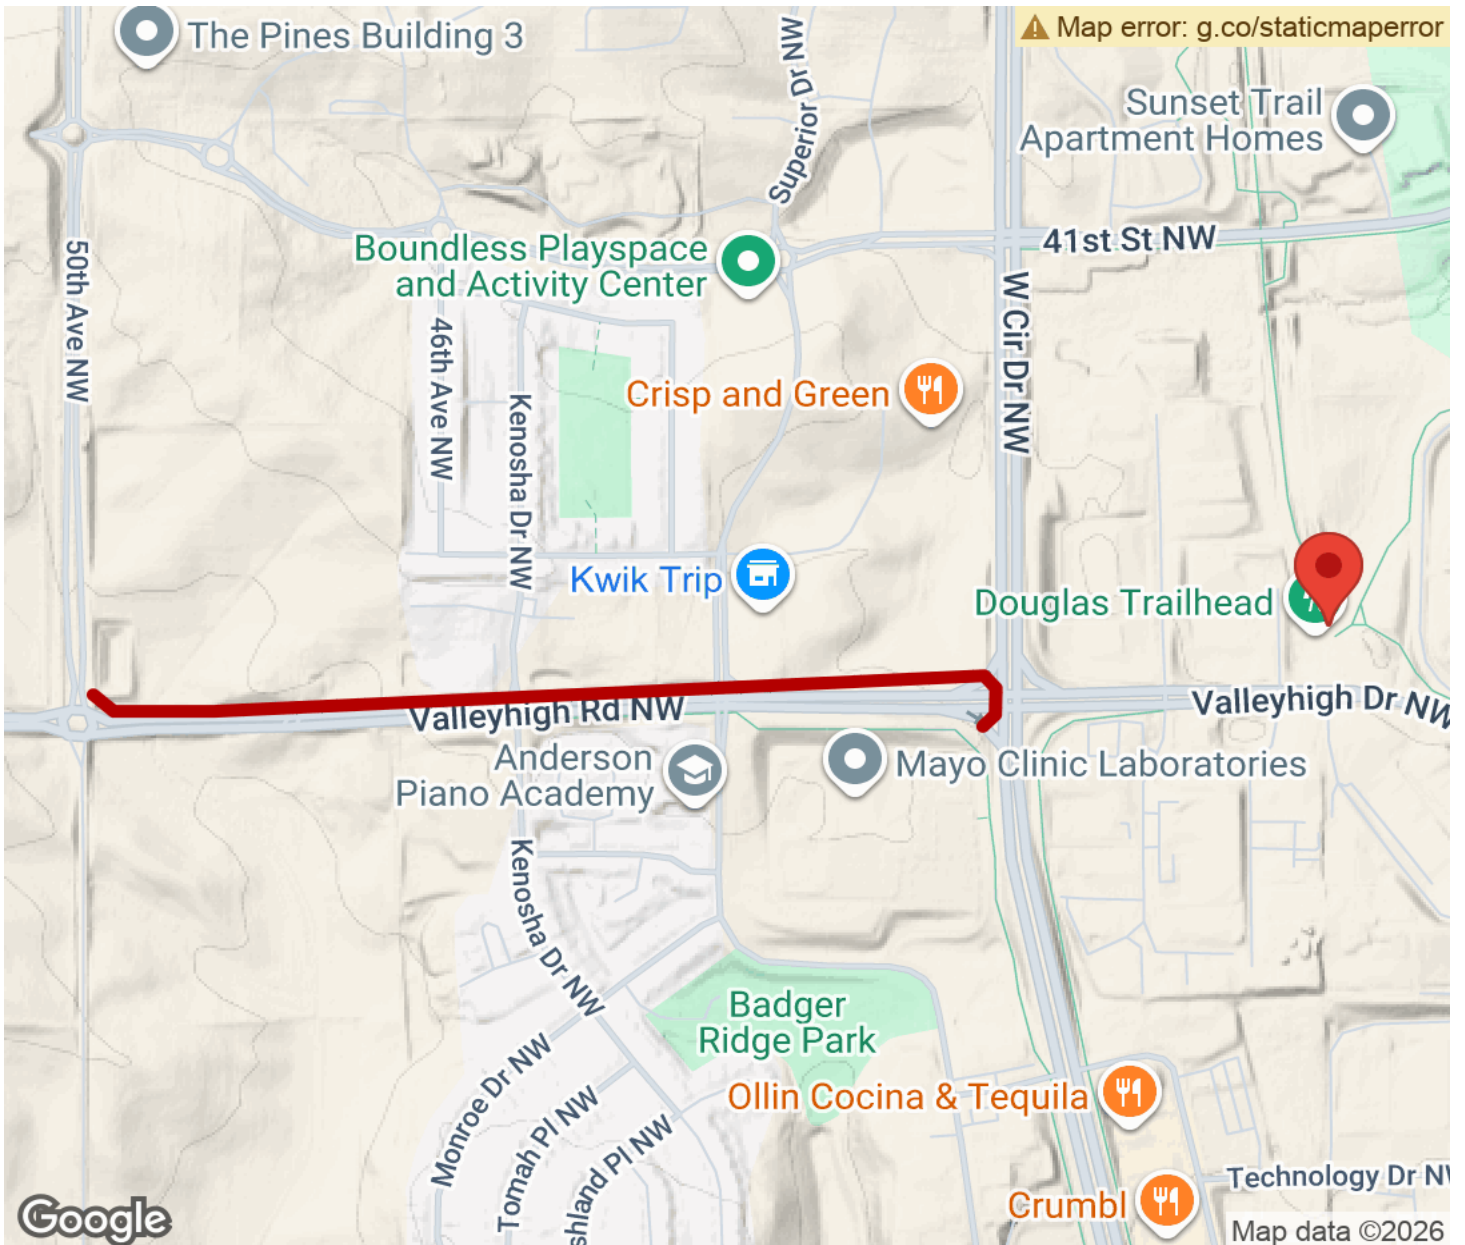 The Pines Building 3
Map error: g.co/staticmaperror
Superior Dr NW
Sunset Trail
Apartment Homes
50th Ave NW
Boundless Playspace
and Activity Center
41st St NW
W Cir Dr NW
46th Ave NW
Kenosha Dr NW
Crisp and Green
Kwik Trip
Douglas Trailhead
Valleyhigh Rd NW
Valleyhigh Dr NW
Anderson
Piano Academy
Mayo Clinic Laboratories
Kenosha Dr NW
Badger
Ridge Park
Monroe Dr NW
Tomah Pl NW
shland Pl NW
Ollin Cocina & Tequila
Crumbl
Technology Dr N
Google
Map data ©2026